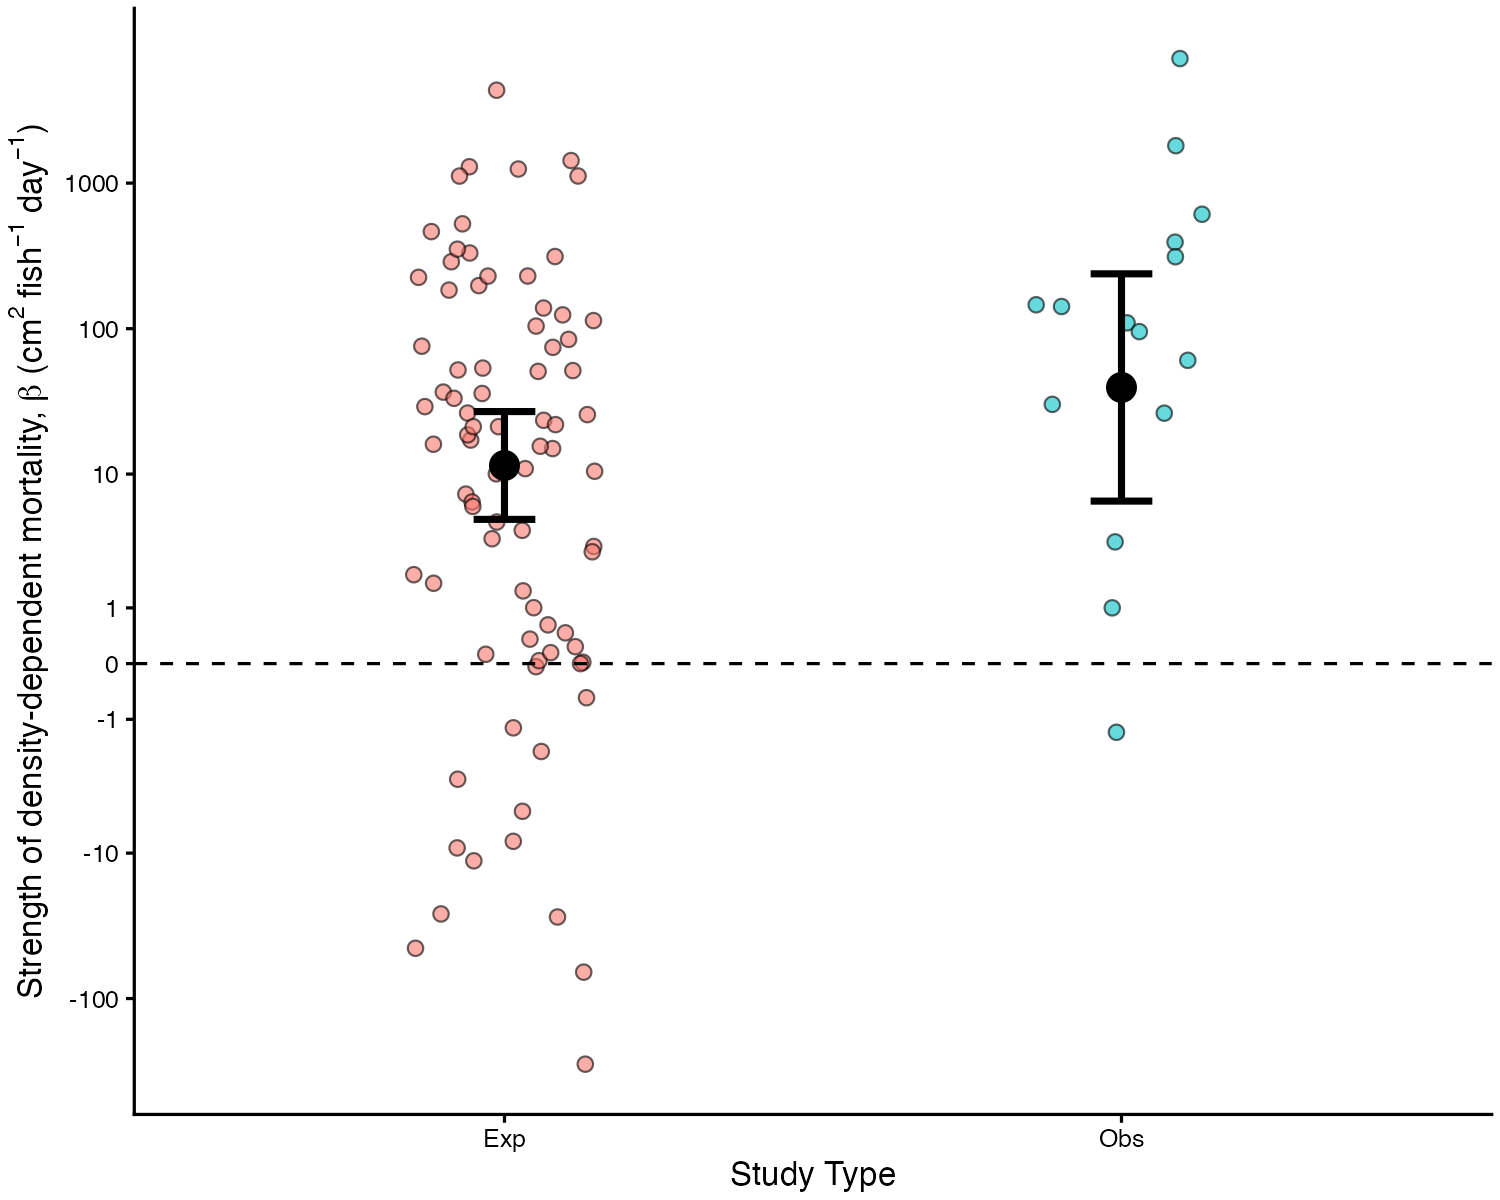 Strength of density-dependent mortality, β (cm² fish⁻¹ day⁻¹)
1000
100
10
1
0
-1
-10
-100
Exp
Obs
Study Type